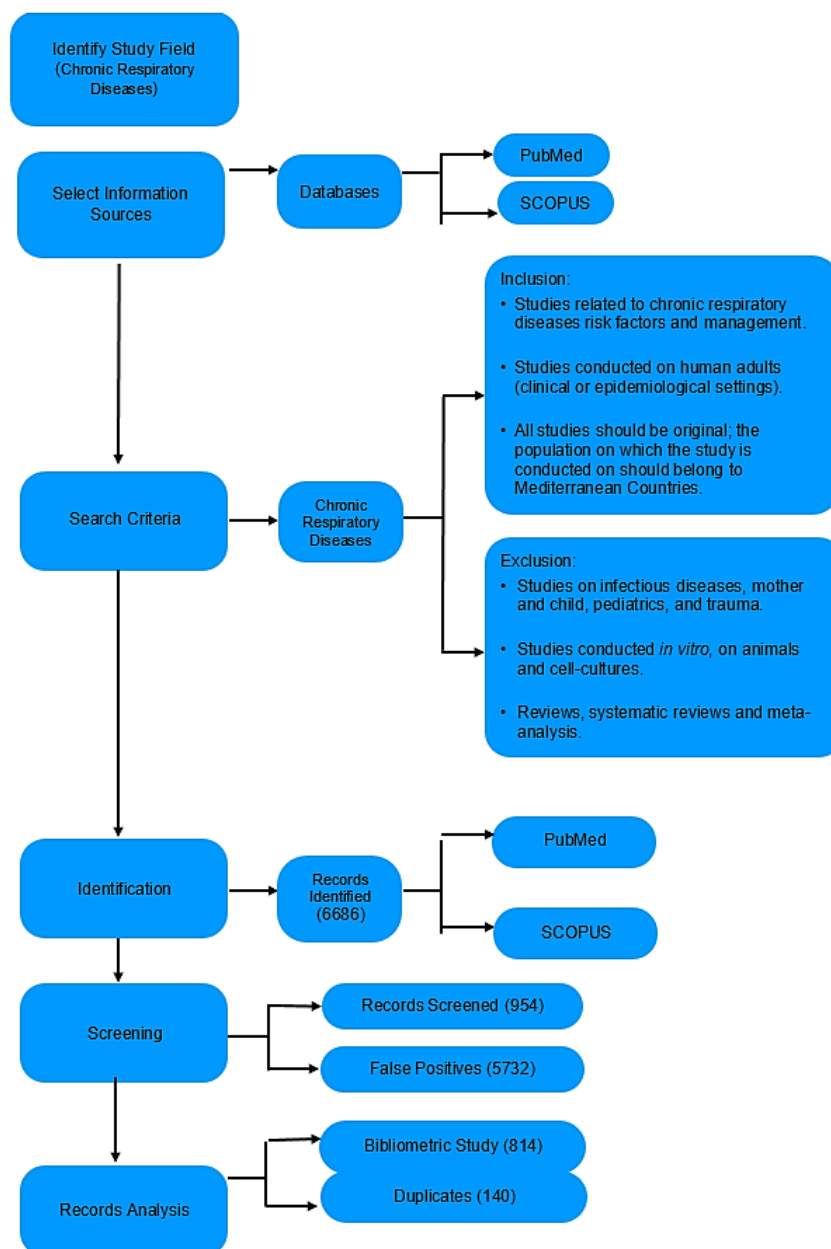 Identify Study Field
(Chronic Respiratory
Diseases)
Select Information
Sources
Databases
PubMed
SCOPUS
Search Criteria
Chronic
Respiratory
Diseases
Inclusion:
• Studies related to chronic respiratory
diseases risk factors and management.
• Studies conducted on human adults
(clinical or epidemiological settings).
• All studies should be original; the
population on which the study is
conducted on should belong to
Mediterranean Countries.
Exclusion:
• Studies on infectious diseases, mother
and child, pediatrics, and trauma.
• Studies conducted in vitro, on animals
and cell-cultures.
• Reviews, systematic reviews and meta-
analysis.
Identification
Records
Identified
(6686)
PubMed
SCOPUS
Screening
Records Screened (954)
False Positives (5732)
Records Analysis
Bibliometric Study (814)
Duplicates (140)